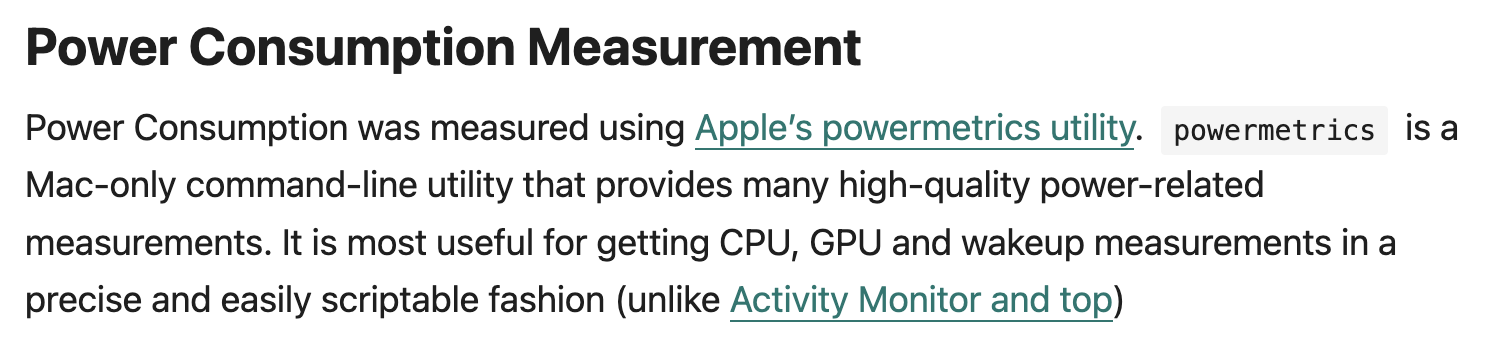 Power Consumption Measurement
Power Consumption was measured using Apple’s powermetrics utility. powermetrics is a
Mac-only command-line utility that provides many high-quality power-related
measurements. It is most useful for getting CPU, GPU and wakeup measurements in a
precise and easily scriptable fashion (unlike Activity Monitor and top)